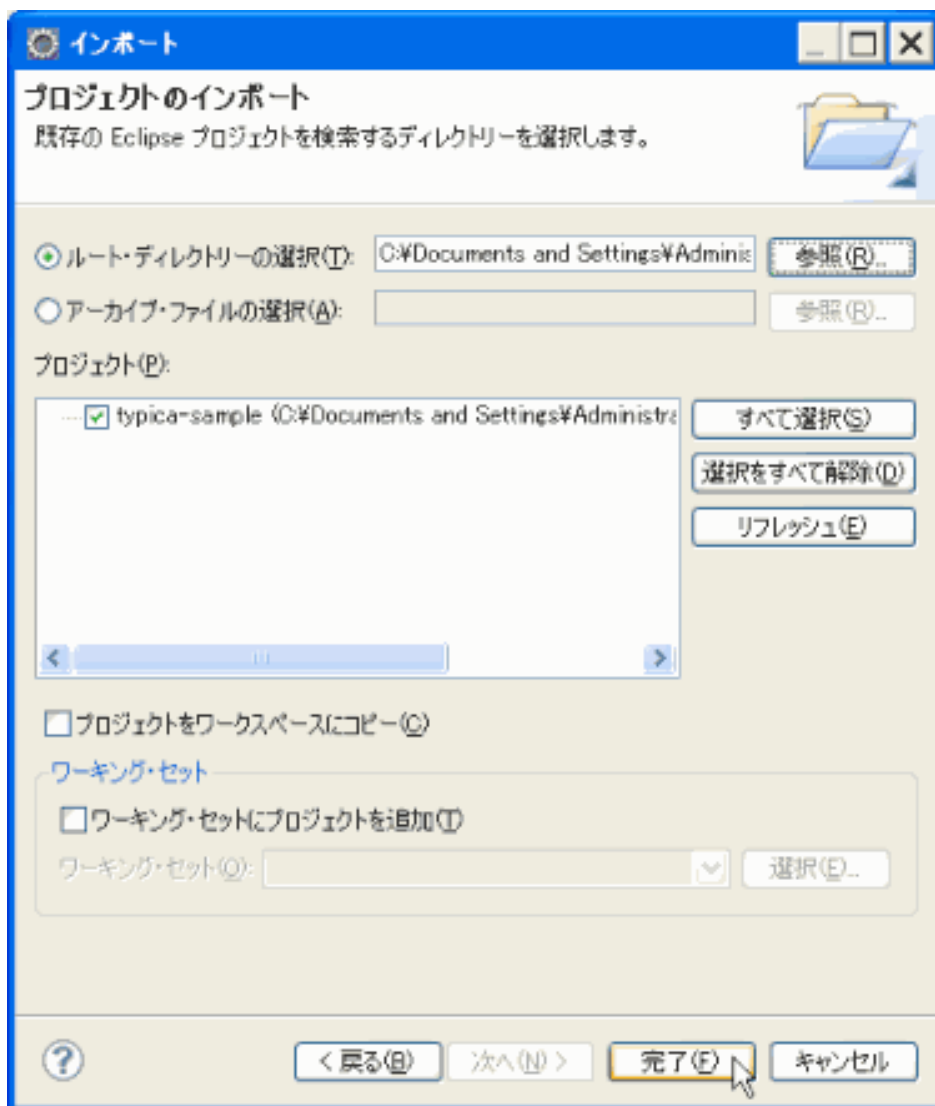 インポート
プロジェクトのインポート
既存の Eclipse プロジェクトを検索するディレクトリーを選択します。
ルート・ディレクトリーの選択(T): C:¥Documents and Settings¥Adminis 参照(R)...
アーカイブ・ファイルの選択(A): 参照(R)...
プロジェクト(P):
typica-sample (C:¥Documents and Settings¥Administra すべて選択(S)
選択をすべて解除(D)
リフレッシュ(E)
プロジェクトをワークスペースにコピー(C)
ワーキング・セット
ワーキング・セットにプロジェクトを追加(T)
ワーキング・セット(O): 選択(E)...
? < 戻る(B) 次へ(N) > 完了(F) キャンセル